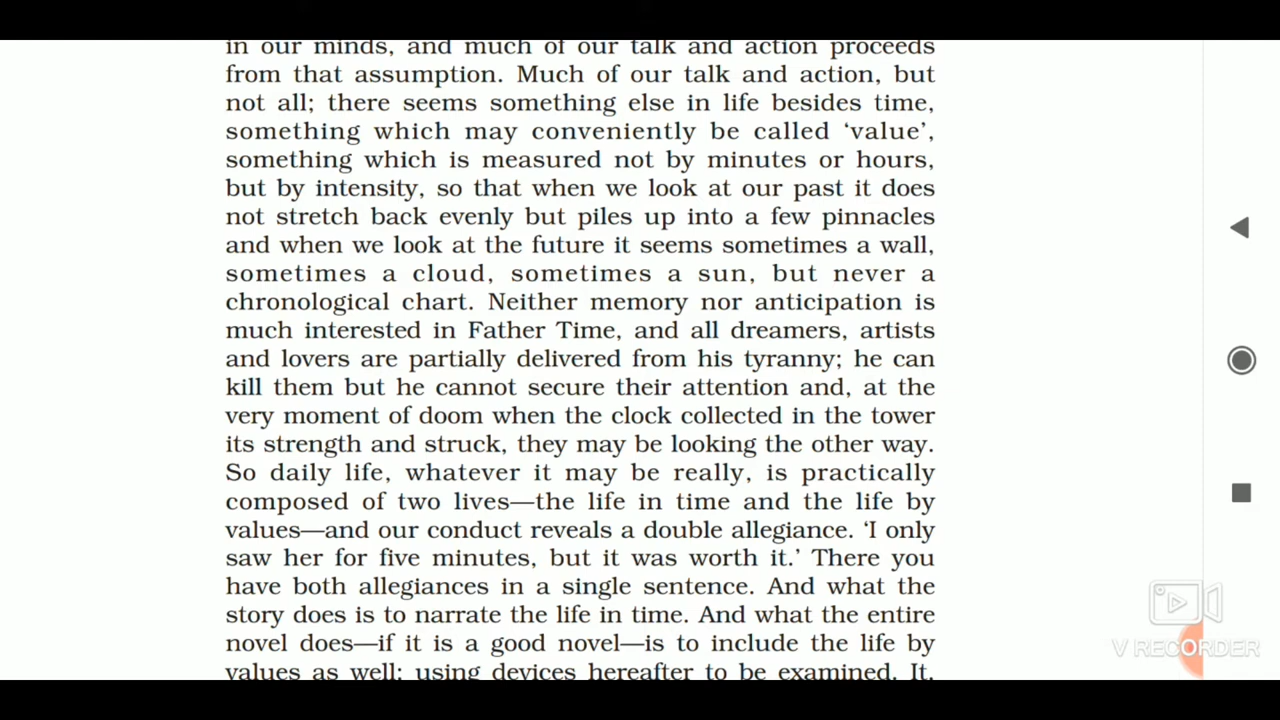 in our minds, and much of our talk and action proceeds
from that assumption. Much of our talk and action, but
not all; there seems something else in life besides time,
something which may conveniently be called ‘value’,
something which is measured not by minutes or hours,
but by intensity, so that when we look at our past it does
not stretch back evenly but piles up into a few pinnacles
and when we look at the future it seems sometimes a wall,
sometimes a cloud, sometimes a sun, but never a
chronological chart. Neither memory nor anticipation is
much interested in Father Time, and all dreamers, artists
and lovers are partially delivered from his tyranny; he can
kill them but he cannot secure their attention and, at the
very moment of doom when the clock collected in the tower
its strength and struck, they may be looking the other way.
So daily life, whatever it may be really, is practically
composed of two lives—the life in time and the life by
values—and our conduct reveals a double allegiance. ‘I only
saw her for five minutes, but it was worth it.’ There you
have both allegiances in a single sentence. And what the
story does is to narrate the life in time. And what the entire
novel does—if it is a good novel—is to include the life by
values as well; using devices hereafter to be examined. It,
V RECORDER